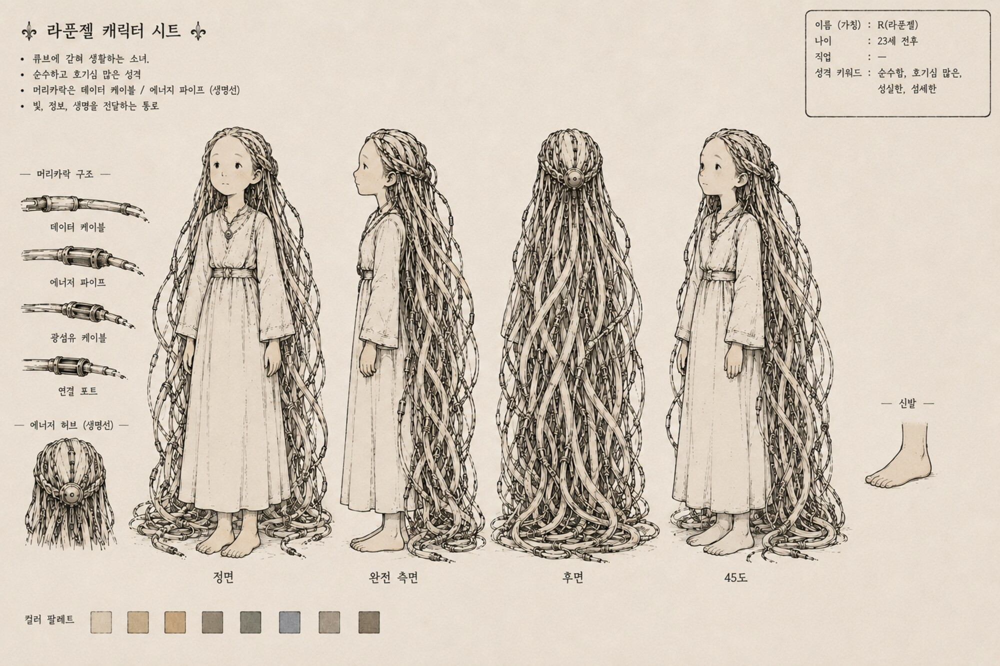 라푼젤 캐릭터 시트
• 튜브에 갇혀 생활하는 소녀.
• 순수하고 호기심 많은 성격
• 머리카락은 데이터 케이블 / 에너지 파이프 (생명선)
• 빛, 정보, 생명을 전달하는 통로
이름 (가칭) : R(라푼젤)
나이 : 23세 전후
직업 : —
성격 키워드 : 순수함, 호기심 많은,
성실한, 섬세한
— 머리카락 구조 —
데이터 케이블
에너저 파이프
광섬유 케이블
연결 포트
— 에너저 허브 (생명선) —
— 신발 —
정면
완전 측면
후면
45도
컬러 팔레트